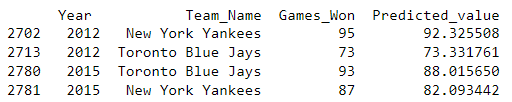 Year Team_Name Games_Won Predicted_value
2702 2012 New York Yankees 95 92.325508
2713 2012 Toronto Blue Jays 73 73.331761
2780 2015 Toronto Blue Jays 93 88.015650
2781 2015 New York Yankees 87 82.093442